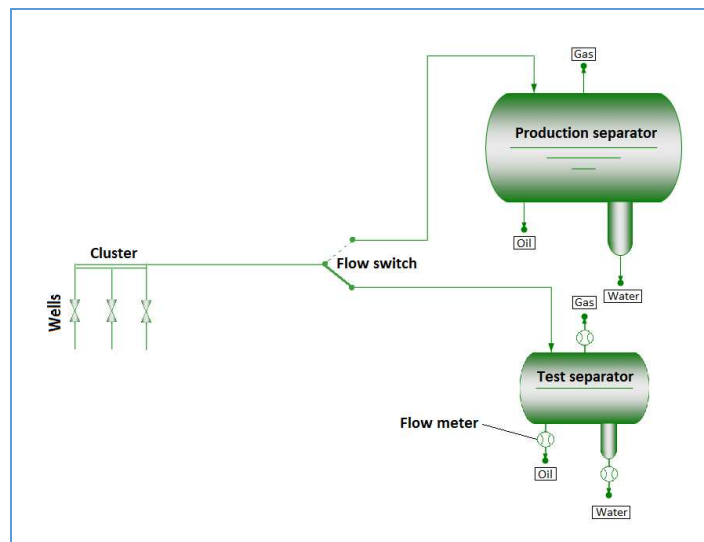 Gas
Production separator
Oil
Water
Cluster
Flow switch
Wells
Gas
Test separator
Flow meter
Oil
Water